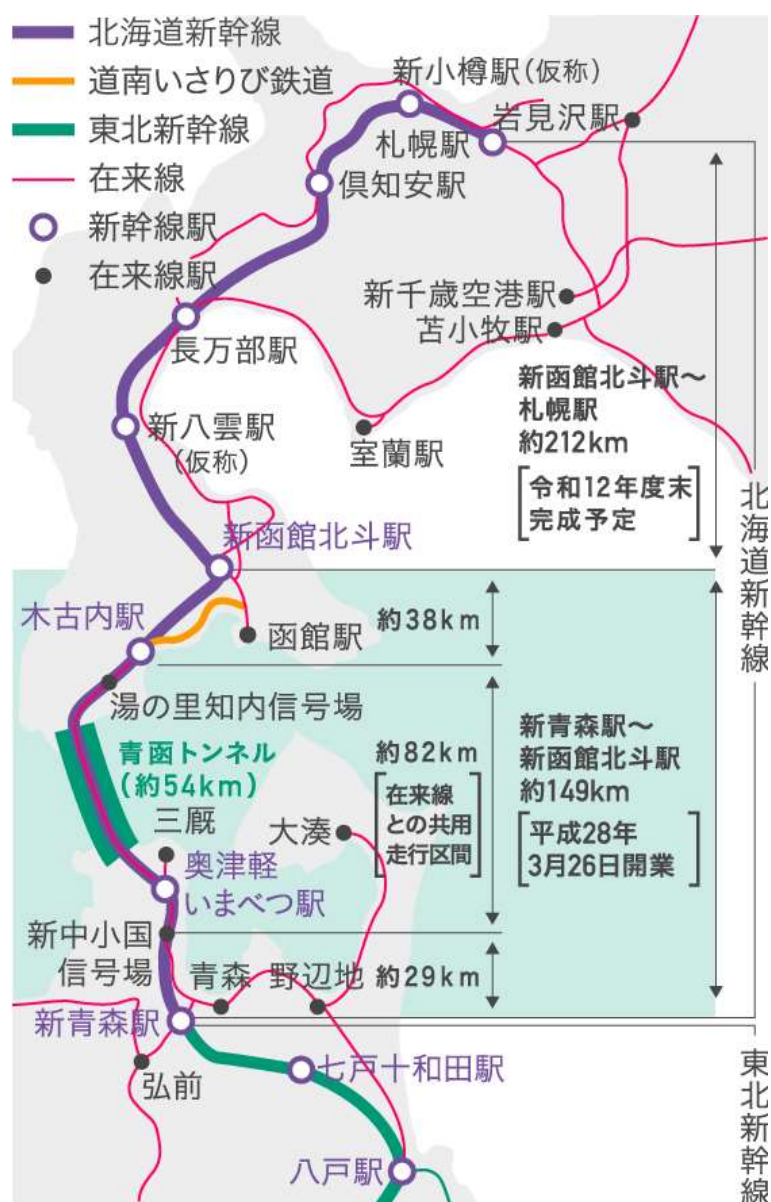 北海道新幹線
道南いさりび鉄道
東北新幹線
在来線
新幹線駅
在来線駅
新小樽駅(仮称)
岩見沢駅
札幌駅
倶知安駅
新千歳空港駅
苫小牧駅
長万部駅
新函館北斗駅〜
札幌駅
約212km
令和12年度末
完成予定
新八雲駅
(仮称)
室蘭駅
北海道新幹線
新函館北斗駅
木古内駅
函館駅
約38km
湯の里知内信号場
青函トンネル
(約54km)
約82km
在来線
との共用
走行区間
新青森駅〜
新函館北斗駅
約149km
平成28年
3月26日開業
三厩
大湊
奥津軽
いまべつ駅
新中小国
信号場
青森
野辺地
約29km
新青森駅
弘前
七戸十和田駅
八戸駅
東北新幹線